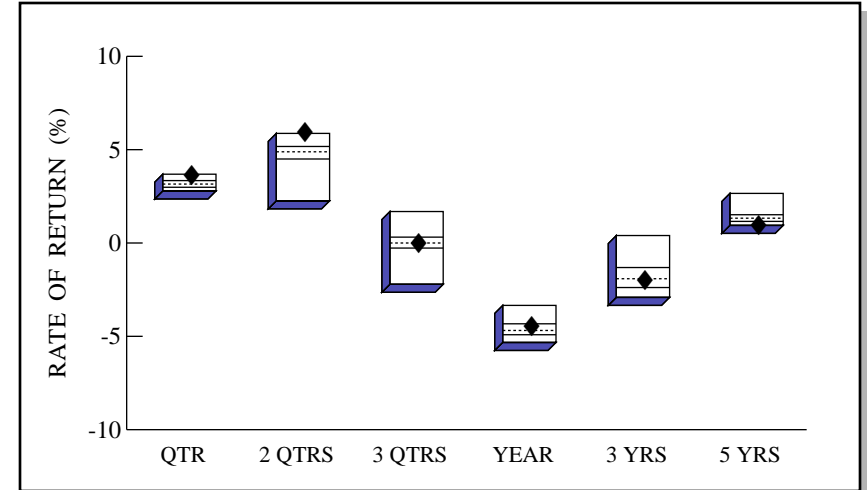 RATE OF RETURN (%)
10
5
0
-5
-10
QTR 2 QTRS 3 QTRS YEAR 3 YRS 5 YRS